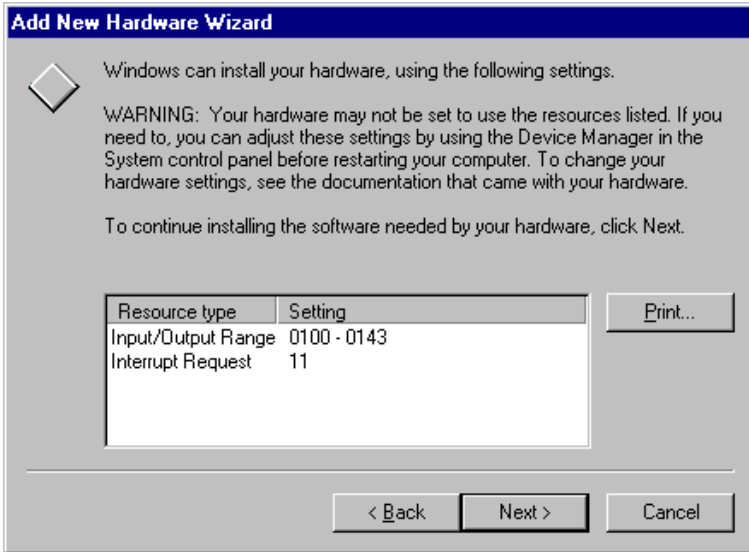 Add New Hardware Wizard
Windows can install your hardware, using the following settings.
WARNING: Your hardware may not be set to use the resources listed. If you
need to, you can adjust these settings by using the Device Manager in the
System control panel before restarting your computer. To change your
hardware settings, see the documentation that came with your hardware.
To continue installing the software needed by your hardware, click Next.
Resource type Setting
Input/Output Range 0100 - 0143
Interrupt Request 11
Print...
< Back Next > Cancel